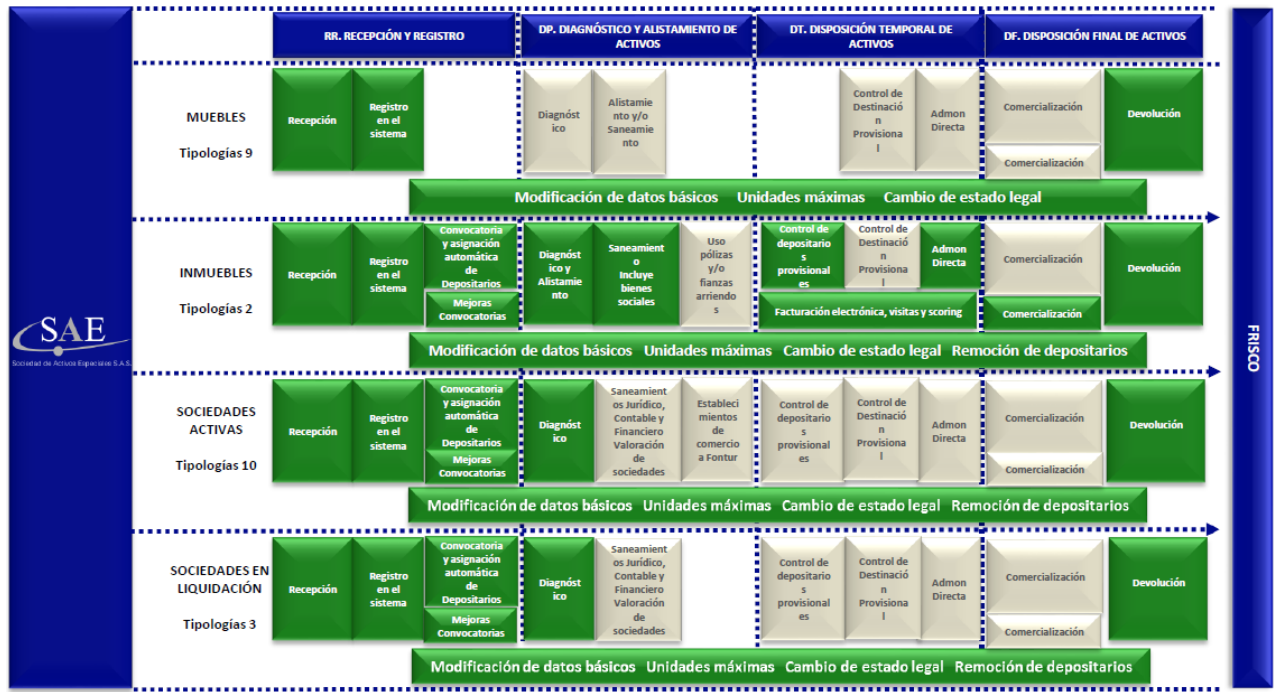 RR. RECEPCIÓN Y REGISTRO
DP. DIAGNÓSTICO Y ALISTAMIENTO DE
ACTIVOS
DT. DISPOSICIÓN TEMPORAL DE
ACTIVOS
DF. DISPOSICIÓN FINAL DE ACTIVOS
SAE
Sociedad de Activos Especiales S.A.S.
FRISCO
MUEBLES
Tipologías 9
Recepción
Registro
en el
sistema
Diagnóst
ico
Alistamie
nto y/o
Saneamie
nto
Control de
Destinació
n
Provisiona
l
Admon
Directa
Comercialización
Comercialización
Devolución
Modificación de datos básicos Unidades máximas Cambio de estado legal
INMUEBLES
Tipologías 2
Recepción
Registro
en el
sistema
Convocatoria
y asignación
automática
de
Depositarios
Mejoras
Convocatorias
Diagnóst
ico y
Alistamie
nto
Saneamient
o
Incluye
bienes
sociales
Uso
pólizas
y/o
fianzas
arriendo
s
Control de
depositario
s
provisional
es
Control de
Destinació
n
Provisiona
l
Admon
Directa
Facturación electrónica, visitas y scoring
Comercialización
Comercialización
Devolución
Modificación de datos básicos Unidades máximas Cambio de estado legal Remoción de depositarios
SOCIEDADES
ACTIVAS
Tipologías 10
Recepción
Registro
en el
sistema
Convocatoria
y asignación
automática
de
Depositarios
Mejoras
Convocatorias
Diagnóst
ico
Saneamient
os Jurídico,
Contable y
Financiero
Valoración
de
sociedades
Estableci
mientos
de
comercio
a Fontur
Control de
depositario
s
provisional
es
Control de
Destinació
n
Provisiona
l
Admon
Directa
Comercialización
Comercialización
Devolución
Modificación de datos básicos Unidades máximas Cambio de estado legal Remoción de depositarios
SOCIEDADES EN
LIQUIDACIÓN
Tipologías 3
Recepción
Registro
en el
sistema
Convocatoria
y asignación
automática
de
Depositarios
Mejoras
Convocatorias
Diagnóst
ico
Saneamient
os Jurídico,
Contable y
Financiero
Valoración
de
sociedades
Control de
depositario
s
provisional
es
Control de
Destinació
n
Provisiona
l
Admon
Directa
Comercialización
Comercialización
Devolución
Modificación de datos básicos Unidades máximas Cambio de estado legal Remoción de depositarios